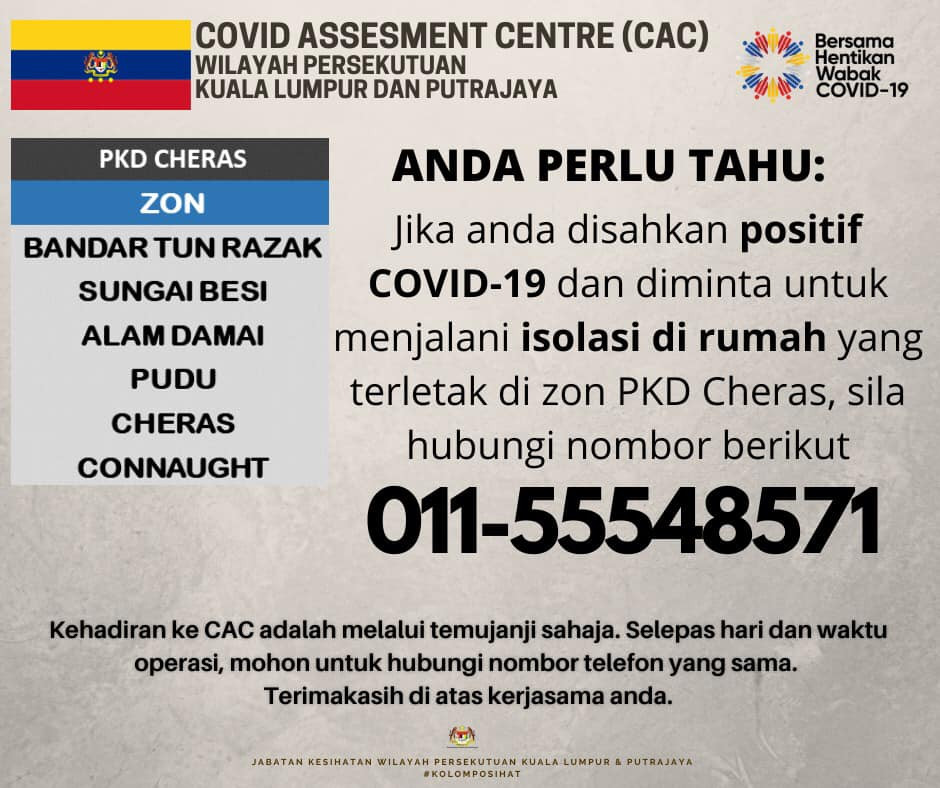 COVID ASSESMENT CENTRE (CAC)
WILAYAH PERSEKUTUAN
KUALA LUMPUR DAN PUTRAJAYA
Bersama
Hentikan
Wabak
COVID-19
PKD CHERAS
ZON
BANDAR TUN RAZAK
SUNGAI BESI
ALAM DAMAI
PUDU
CHERAS
CONNAUGHT
ANDA PERLU TAHU:
Jika anda disahkan positif
COVID-19 dan diminta untuk
menjalani isolasi di rumah yang
terletak di zon PKD Cheras, sila
hubungi nombor berikut
011-55548571
Kehadiran ke CAC adalah melalui temujanji sahaja. Selepas hari dan waktu
operasi, mohon untuk hubungi nombor telefon yang sama.
Terimakasih di atas kerjasama anda.
JABATAN KESIHATAN WILAYAH PERSEKUTUAN KUALA LUMPUR & PUTRAJAYA
#KOLOMPOSIHAT